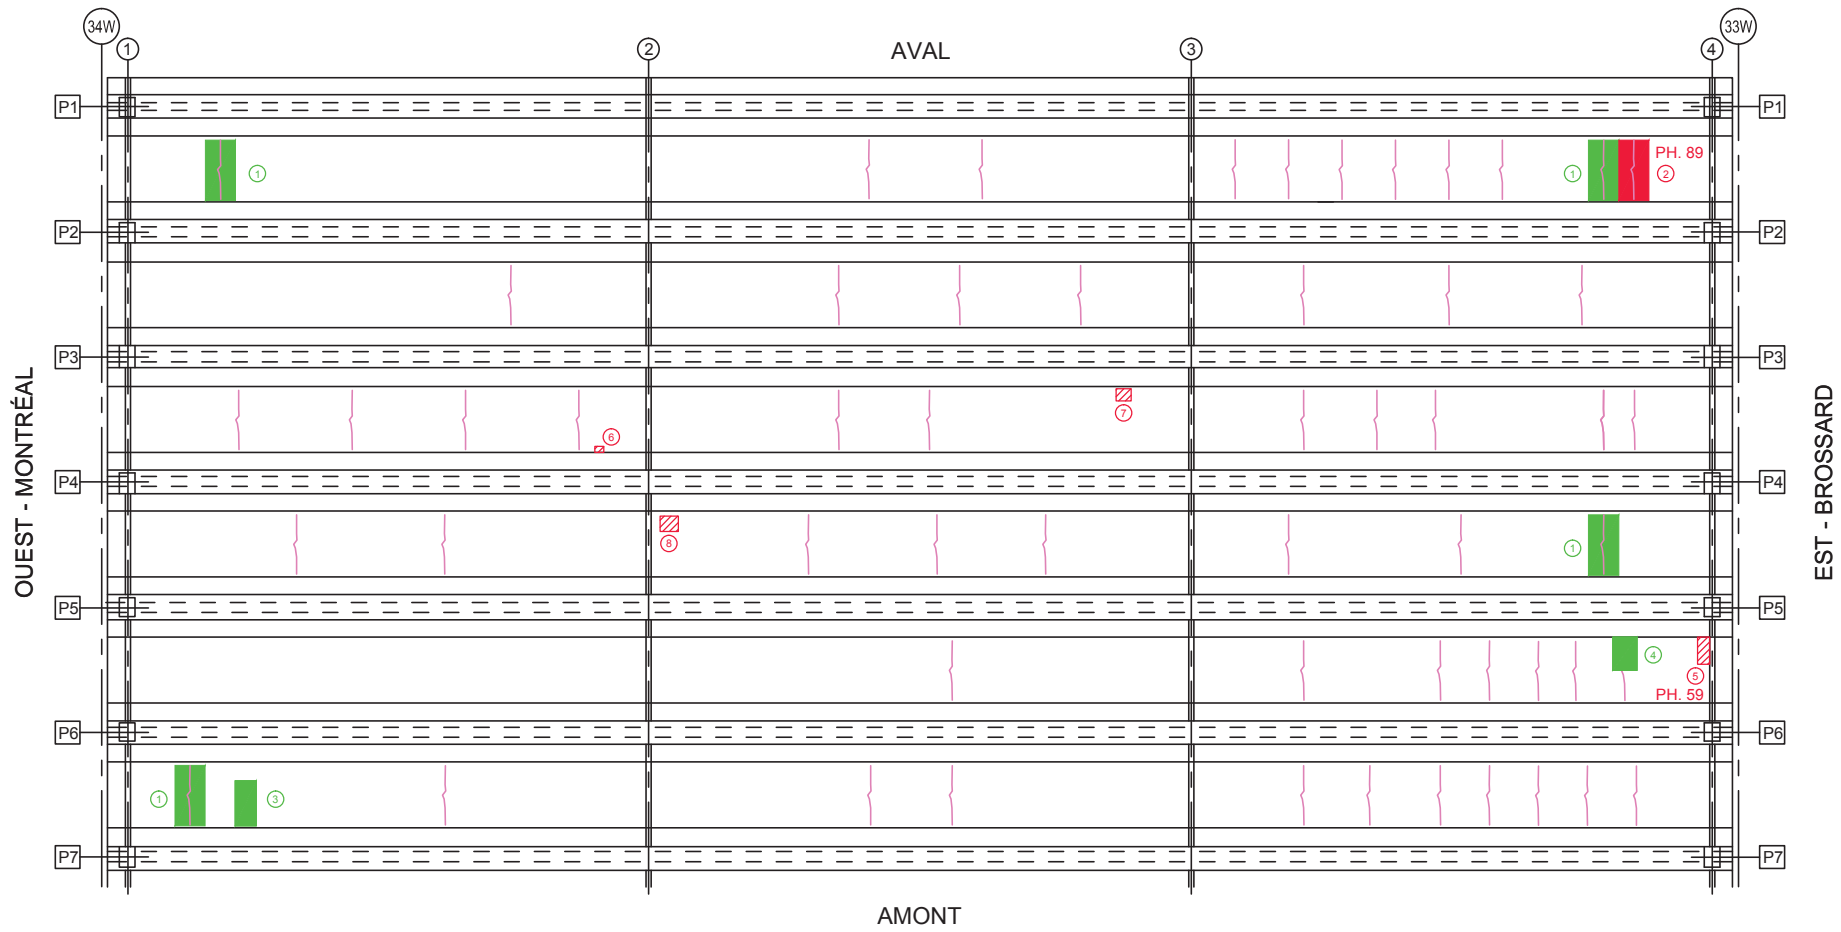 34W
33W
1
2
AVAL
3
4
P1
P1
1
1
PH. 89
2
P2
P2
P3
P3
OUEST - MONTRÉAL
EST - BROSSARD
7
6
P4
P4
8
1
P5
P5
4
5
PH. 59
P6
P6
1
3
P7
P7
AMONT